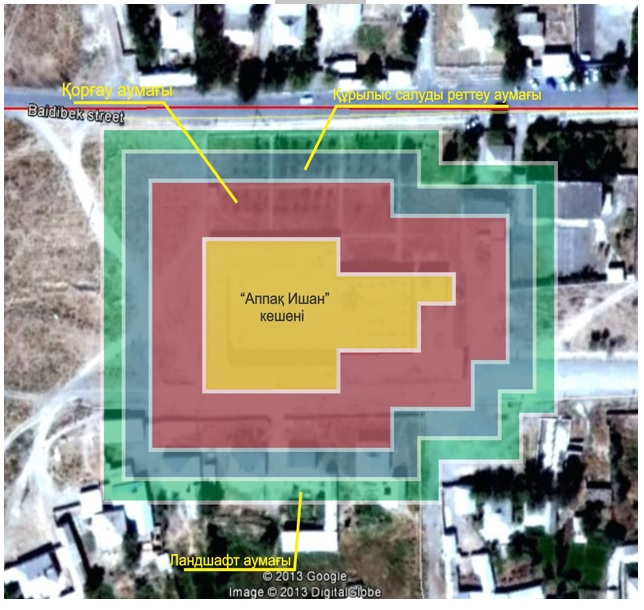 Қорғау аумағы
Құрылыс салуды реттеу аумағы
Baidibek street
“Аппақ Ишан”
кешені
Ландшафт аумағы
© 2013 Google
Image © 2013 DigitalGlobe